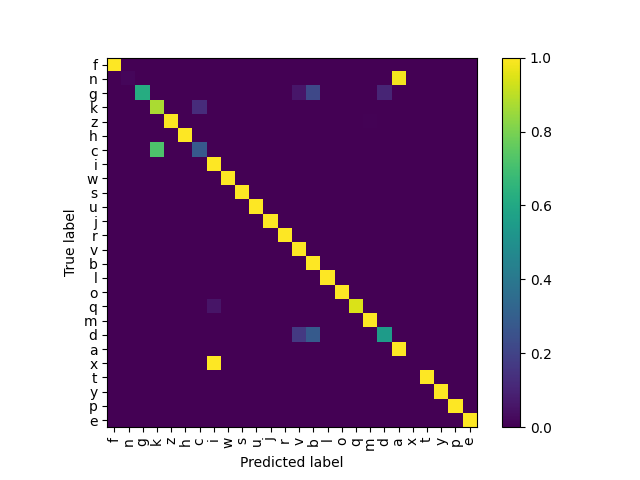 True label
f
n
g
k
z
h
c
i
w
s
u
j
r
v
b
l
o
q
m
d
a
x
t
y
p
e
f n g k z h c i w s u j r v b l o q m d a x t y p e
Predicted label
1.0
0.8
0.6
0.4
0.2
0.0